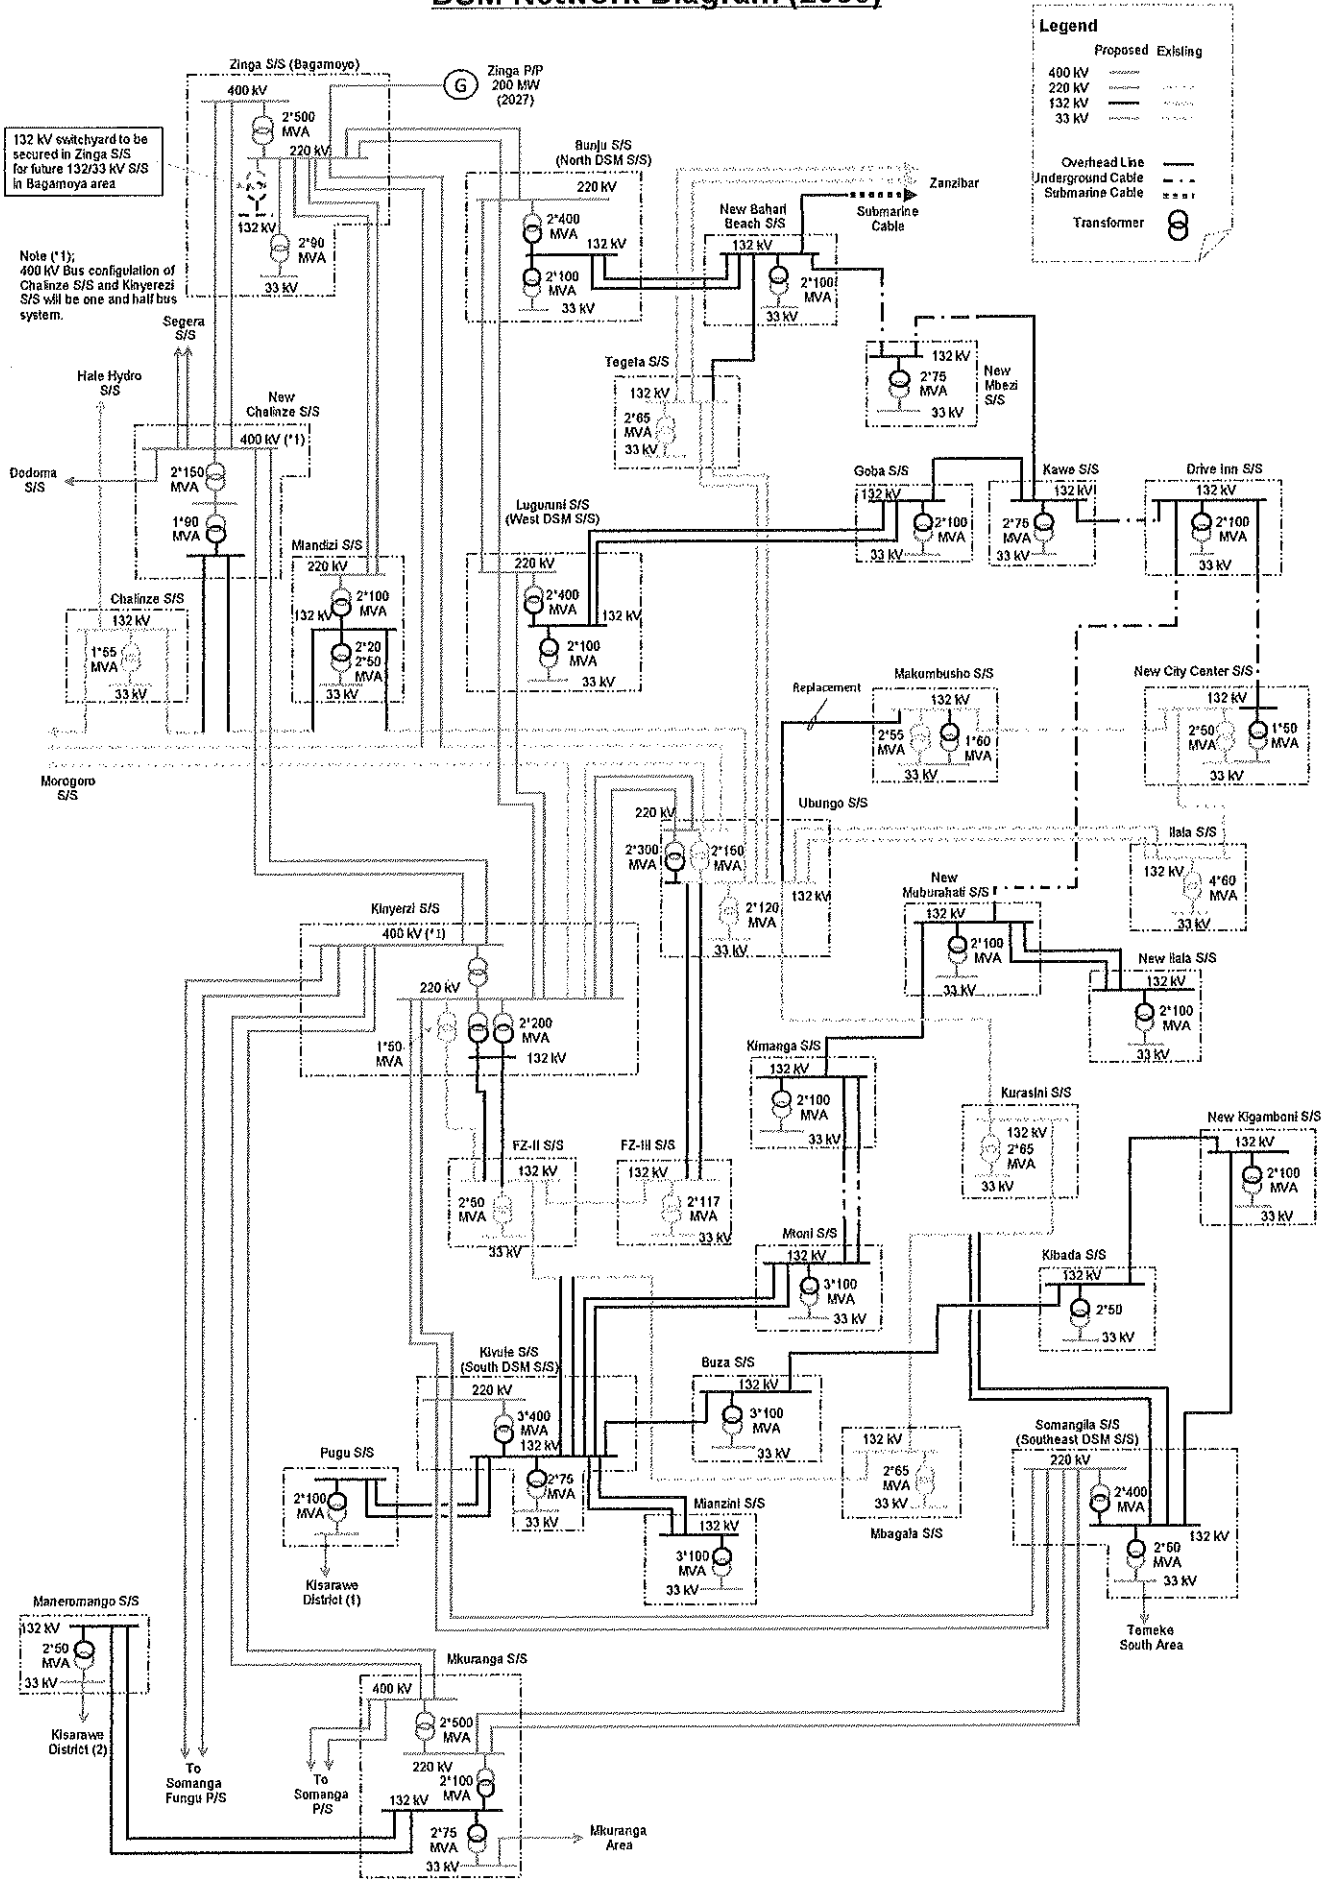 Legend
Proposed Existing
400 kV
220 kV
132 kV
33 kV
Overhead Line
Underground Cable
Submarine Cable
Transformer
Zinga S/S (Bagamoyo)
400 kV
2*500
MVA
220 kV
132 kV
2*90
MVA
33 kV
G
Zinga P/P
200 MW
(2027)
132 kV switchyard to be
secured in Zinga S/S
for future 132/33 kV S/S
in Bagamoya area
Note (*1);
400 kV Bus configulation of
Chalinze S/S and Kinyerezi
S/S will be one and half bus
system.
Bunju S/S
(North DSM S/S)
220 kV
2*400
MVA
132 kV
2*100
MVA
33 kV
Zanzibar
Submarine
Cable
New Bahari
Beach S/S
132 kV
2*100
MVA
33 kV
Tegeta S/S
132 kV
2*65
MVA
33 kV
132 kV
2*75
MVA
33 kV
New
Mbezi
S/S
Segera
S/S
Hale Hydro
S/S
New
Chalinze S/S
400 kV (*1)
2*150
MVA
1*90
MVA
Dodoma
S/S
Chalinze S/S
132 kV
1*55
MVA
33 kV
Mlandizi S/S
220 kV
2*100
MVA
132 kV
2*20
2*50
MVA
33 kV
Morogoro
S/S
Luguruni S/S
(West DSM S/S)
220 kV
2*400
MVA
132 kV
2*100
MVA
33 kV
Goba S/S
132 kV
2*100
MVA
33 kV
Kawe S/S
132 kV
2*75
MVA
33 kV
Drive Inn S/S
132 kV
2*100
MVA
33 kV
Replacement
Makumbusho S/S
132 kV
2*55
MVA
1*60
MVA
33 kV
New City Center S/S
132 kV
2*50
MVA
1*50
MVA
33 kV
Ubungo S/S
220 kV
2*300
MVA
2*150
MVA
2*120
MVA
132 kV
33 kV
Ilala S/S
132 kV
4*60
MVA
33 kV
New
Muburahati S/S
132 kV
2*100
MVA
33 kV
New Ilala S/S
132 kV
2*100
MVA
33 kV
Kinyerzi S/S
400 kV (*1)
220 kV
2*200
MVA
1*50
MVA
132 kV
Kimanga S/S
132 kV
2*100
MVA
33 kV
Kurasini S/S
132 kV
2*65
MVA
33 kV
New Kigamboni S/S
132 kV
2*100
MVA
33 kV
FZ-II S/S
132 kV
2*50
MVA
33 kV
FZ-III S/S
132 kV
2*117
MVA
33 kV
Mtoni S/S
132 kV
3*100
MVA
33 kV
Kibada S/S
132 kV
2*50
33 kV
Kivule S/S
(South DSM S/S)
220 kV
3*400
MVA
132 kV
2*75
MVA
33 kV
Buza S/S
132 kV
3*100
MVA
33 kV
Pugu S/S
2*100
MVA
33 kV
Kisarawe
District (1)
Mianzini S/S
132 kV
3*100
MVA
33 kV
132 kV
2*65
MVA
33 kV
Mbagala S/S
Somangila S/S
(Southeast DSM S/S)
220 kV
2*400
MVA
132 kV
2*60
MVA
33 kV
Temeke
South Area
Maneromango S/S
132 kV
2*50
MVA
33 kV
Kisarawe
District (2)
To
Somanga
Fungu P/S
To
Somanga
P/S
Mkuranga S/S
400 kV
2*500
MVA
220 kV
2*100
MVA
132 kV
2*75
MVA
33 kV
Mkuranga
Area